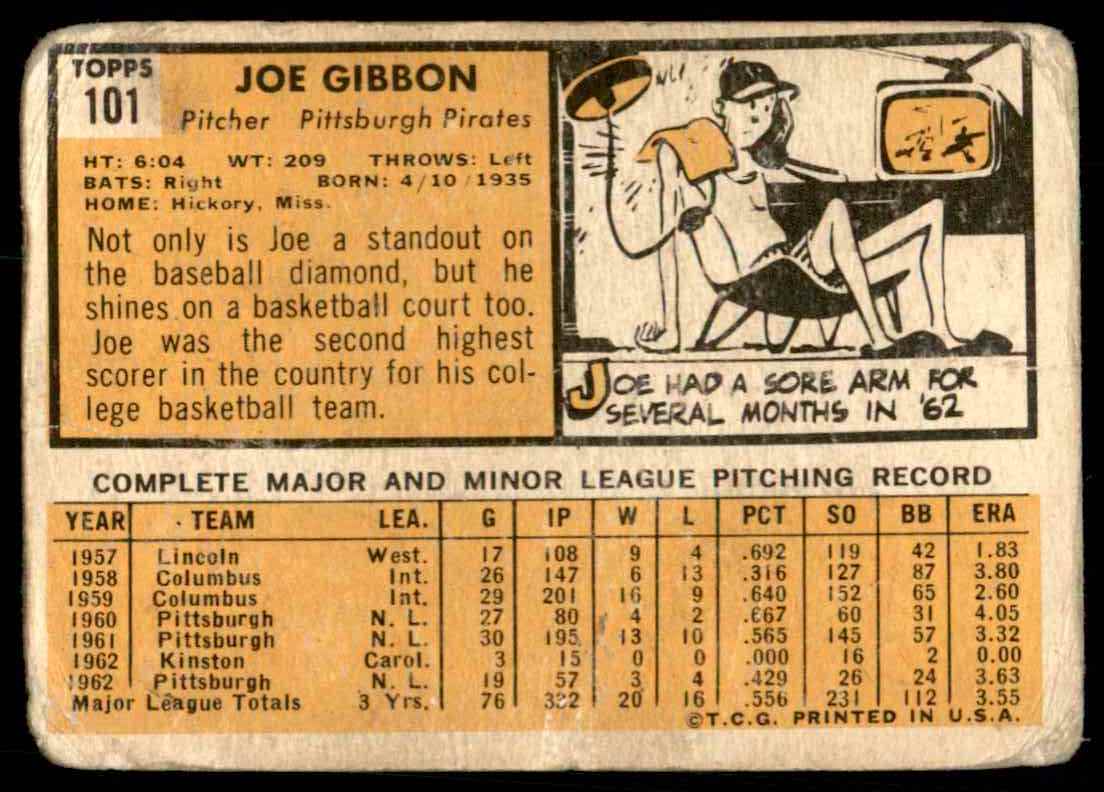 TOPPS
101
JOE GIBBON
Pitcher Pittsburgh Pirates
HT: 6:04 WT: 209 THROWS: Left
BATS: Right BORN: 4/10/1935
HOME: Hickory, Miss.
Not only is Joe a standout on
the baseball diamond, but he
shines on a basketball court too.
Joe was the second highest
scorer in the country for his col-
lege basketball team.
JOE HAD A SORE ARM FOR
SEVERAL MONTHS IN '62
COMPLETE MAJOR AND MINOR LEAGUE PITCHING RECORD
YEAR TEAM LEA. G IP W L PCT SO BB ERA
1957 Lincoln West. 17 108 9 4 .692 119 42 1.83
1958 Columbus Int. 26 147 6 13 .316 127 87 3.80
1959 Columbus Int. 29 201 16 9 .640 152 65 2.60
1960 Pittsburgh N. L. 27 80 4 2 .667 60 31 4.05
1961 Pittsburgh N. L. 30 195 13 10 .565 145 57 3.32
1962 Kinston Carol. 3 15 0 0 .000 16 2 0.00
1962 Pittsburgh N. L. 19 57 3 4 .429 26 24 3.63
Major League Totals 3 Yrs. 76 332 20 16 .556 231 112 3.55
©T.C.G. PRINTED IN U.S.A.